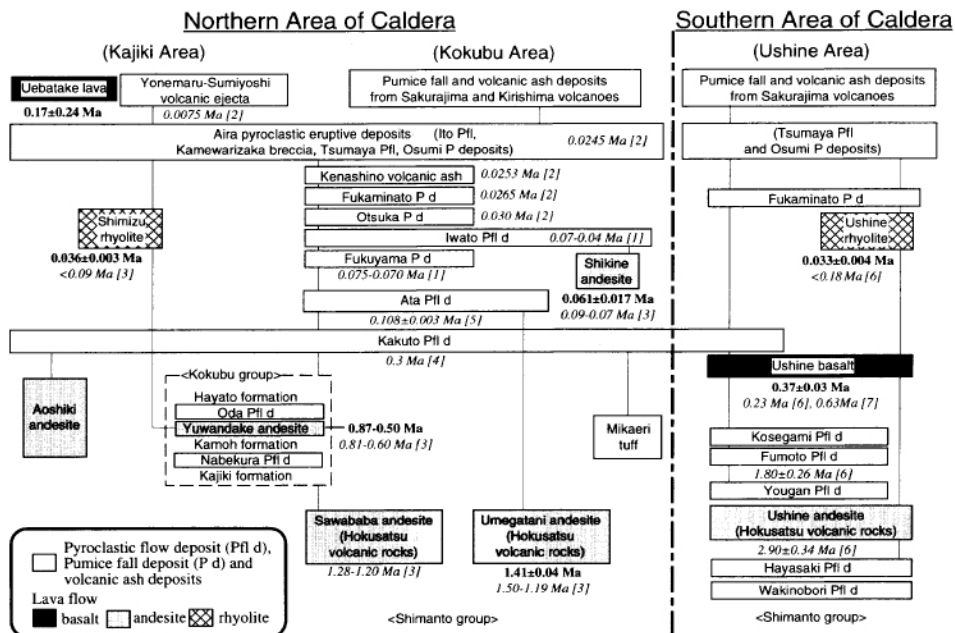 Northern Area of Caldera
Southern Area of Caldera
(Kajiki Area)
(Kokubu Area)
(Ushine Area)
Uebatake lava
0.17±0.24 Ma
Yonemaru-Sumiyoshi
volcanic ejecta
0.0075 Ma [2]
Pumice fall and volcanic ash deposits
from Sakurajima and Kirishima volcanoes
Pumice fall and volcanic ash deposits
from Sakurajima volcanoes
Aira pyroclastic eruptive deposits (Ito Pfl,
Kamewarizaka breccia, Tsumaya Pfl, Osumi P deposits)
0.0245 Ma [2]
(Tsumaya Pfl
and Osumi P deposits)
Kenashino volcanic ash
0.0253 Ma [2]
Fukaminato P d
0.0265 Ma [2]
Fukaminato P d
Otsuka P d
0.030 Ma [2]
Shimizu
rhyolite
0.036±0.003 Ma
<0.09 Ma [3]
Iwato Pfl d
0.07-0.04 Ma [1]
Ushine
rhyolite
0.033±0.004 Ma
<0.18 Ma [6]
Fukuyama P d
0.075-0.070 Ma [1]
Shikine
andesite
0.061±0.017 Ma
0.09-0.07 Ma [3]
Ata Pfl d
0.108±0.003 Ma [5]
Kakuto Pfl d
0.3 Ma [4]
Aoshiki
andesite
<Kokubu group>
Hayato formation
Oda Pfl d
Yuwandake andesite
Kamoh formation
Nabekura Pfl d
Kajiki formation
0.87-0.50 Ma
0.81-0.60 Ma [3]
Mikaeri
tuff
Ushine basalt
0.37±0.03 Ma
0.23 Ma [6], 0.63Ma [7]
Kosegami Pfl d
Fumoto Pfl d
1.80±0.26 Ma [6]
Yougan Pfl d
Sawababa andesite
(Hokusatsu
volcanic rocks)
1.28-1.20 Ma [3]
Umegatani andesite
(Hokusatsu
volcanic rocks)
1.41±0.04 Ma
1.50-1.19 Ma [3]
Ushine andesite
(Hokusatsu volcanic rocks)
2.90±0.34 Ma [6]
Hayasaki Pfl d
Wakinobori Pfl d
<Shimanto group>
<Shimanto group>
Pyroclastic flow deposit (Pfl d),
Pumice fall deposit (P d) and
volcanic ash deposits
Lava flow
basalt
andesite
rhyolite